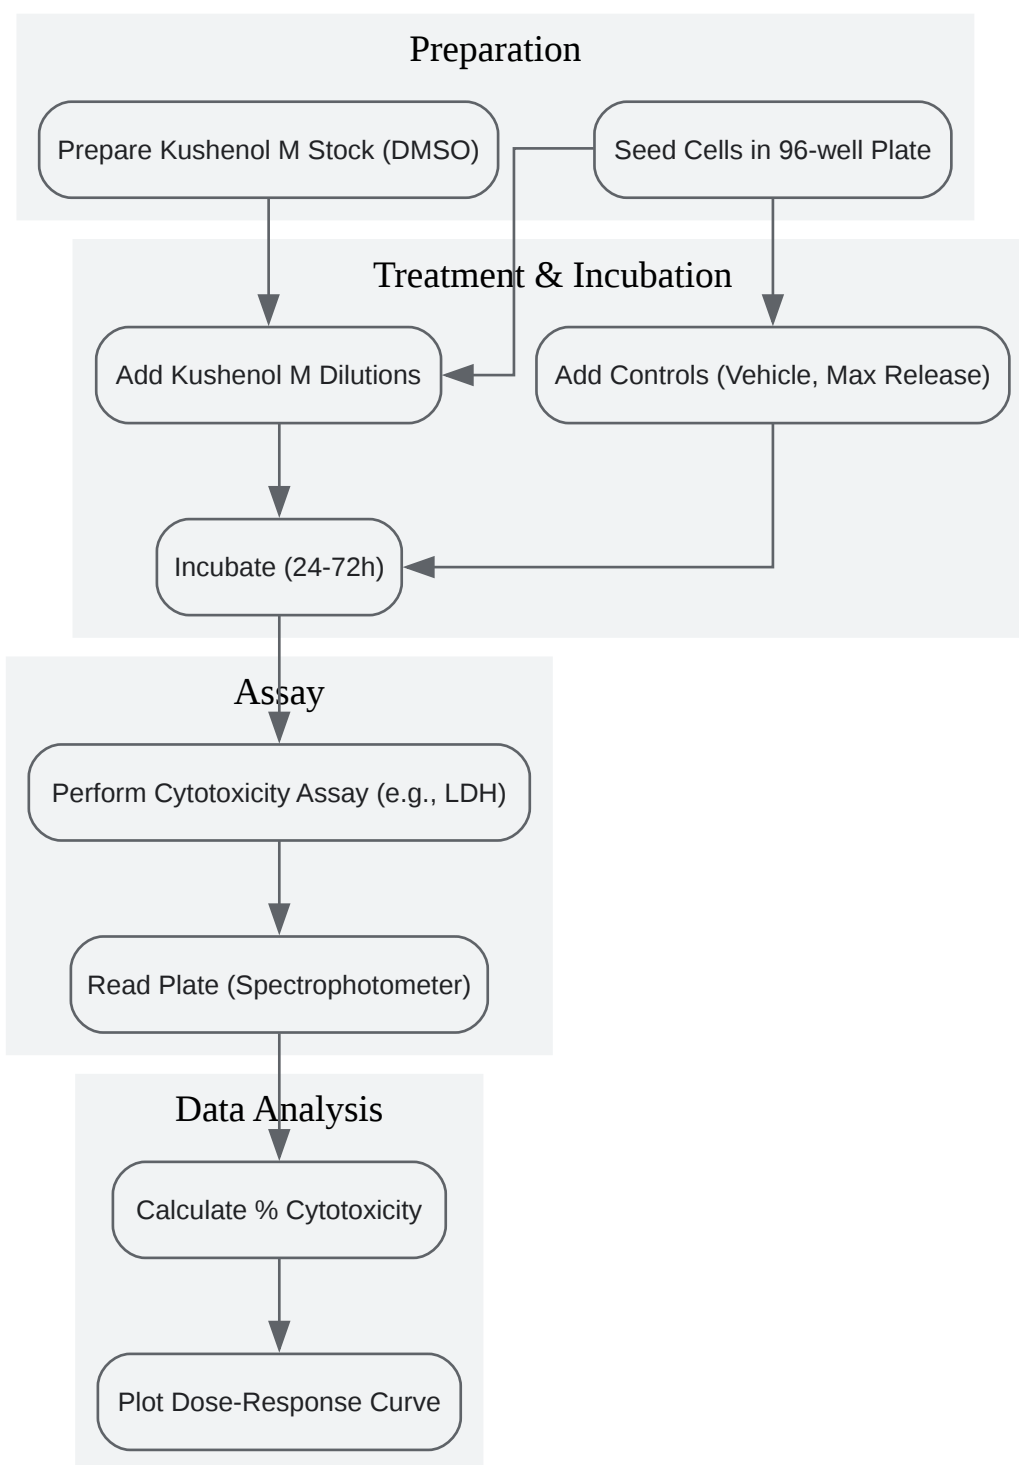 Preparation
Prepare Kushenol M Stock (DMSO)
Seed Cells in 96-well Plate
Treatment & Incubation
Add Kushenol M Dilutions
Add Controls (Vehicle, Max Release)
Incubate (24-72h)
Assay
Perform Cytotoxicity Assay (e.g., LDH)
Read Plate (Spectrophotometer)
Data Analysis
Calculate % Cytotoxicity
Plot Dose-Response Curve